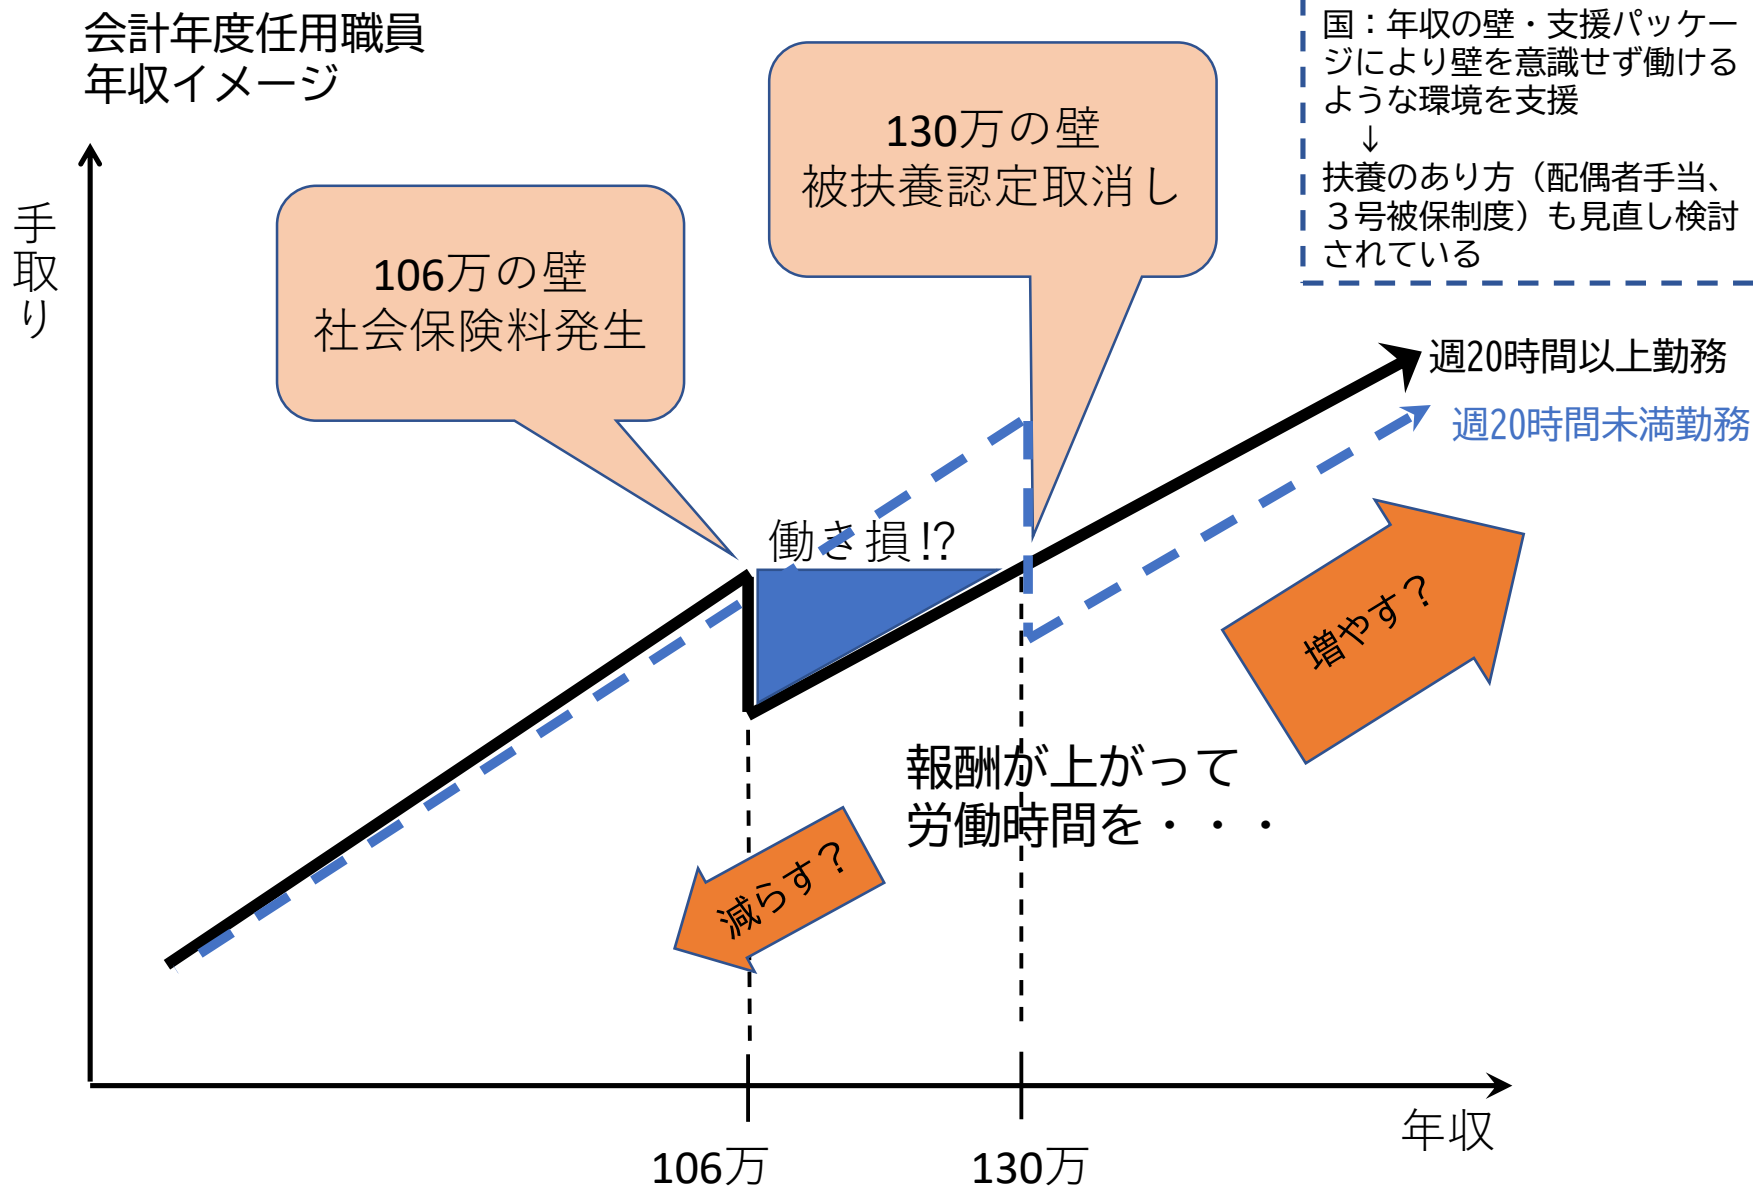 会計年度任用職員
年収イメージ
国：年収の壁・支援パッケー
ジにより壁を意識せず働ける
ような環境を支援
↓
扶養のあり方（配偶者手当、
３号被保制度）も見直し検討
されている
130万の壁
被扶養認定取消し
106万の壁
社会保険料発生
手取り
週20時間以上勤務
週20時間未満勤務
働き損⁉
増やす？
報酬が上がって
労働時間を・・・
減らす？
年収
106万
130万